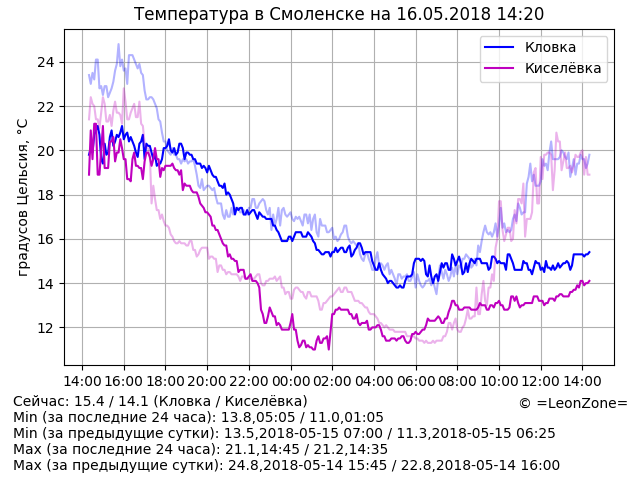 Температура в Смоленске на 16.05.2018 14:20
Кловка
Киселёвка
градусов Цельсия, °C
24
22
20
18
16
14
12
14:00 16:00 18:00 20:00 22:00 00:00 02:00 04:00 06:00 08:00 10:00 12:00 14:00
Сейчас: 15.4 / 14.1 (Кловка / Киселёвка)
© =LeonZone=
Min (за последние 24 часа): 13.8,05:05 / 11.0,01:05
Min (за предыдущие сутки): 13.5,2018-05-15 07:00 / 11.3,2018-05-15 06:25
Max (за последние 24 часа): 21.1,14:45 / 21.2,14:35
Max (за предыдущие сутки): 24.8,2018-05-14 15:45 / 22.8,2018-05-14 16:00